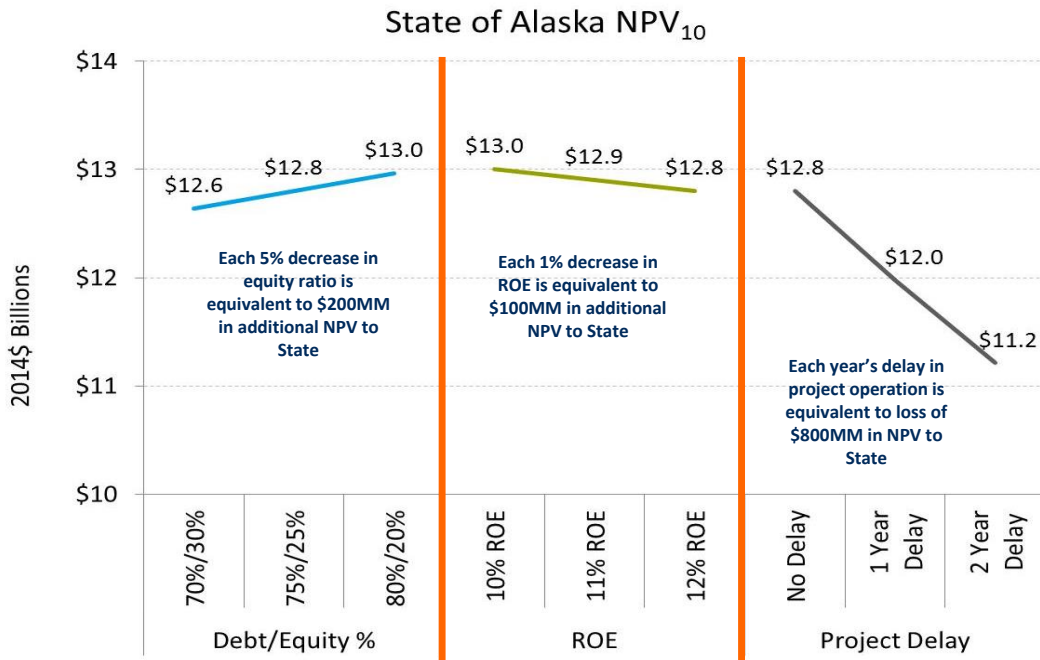 State of Alaska NPV10
2014$ Billions
$14
$13
$12
$11
$10
$12.6
$12.8
$13.0
Each 5% decrease in
equity ratio is
equivalent to $200MM
in additional NPV to
State
70%/30%
75%/25%
80%/20%
Debt/Equity %
$13.0
$12.9
$12.8
Each 1% decrease in
ROE is equivalent to
$100MM in additional
NPV to State
10% ROE
11% ROE
12% ROE
ROE
$12.8
$12.0
$11.2
Each year’s delay in
project operation is
equivalent to loss of
$800MM in NPV to
State
No Delay
1 Year
Delay
2 Year
Delay
Project Delay